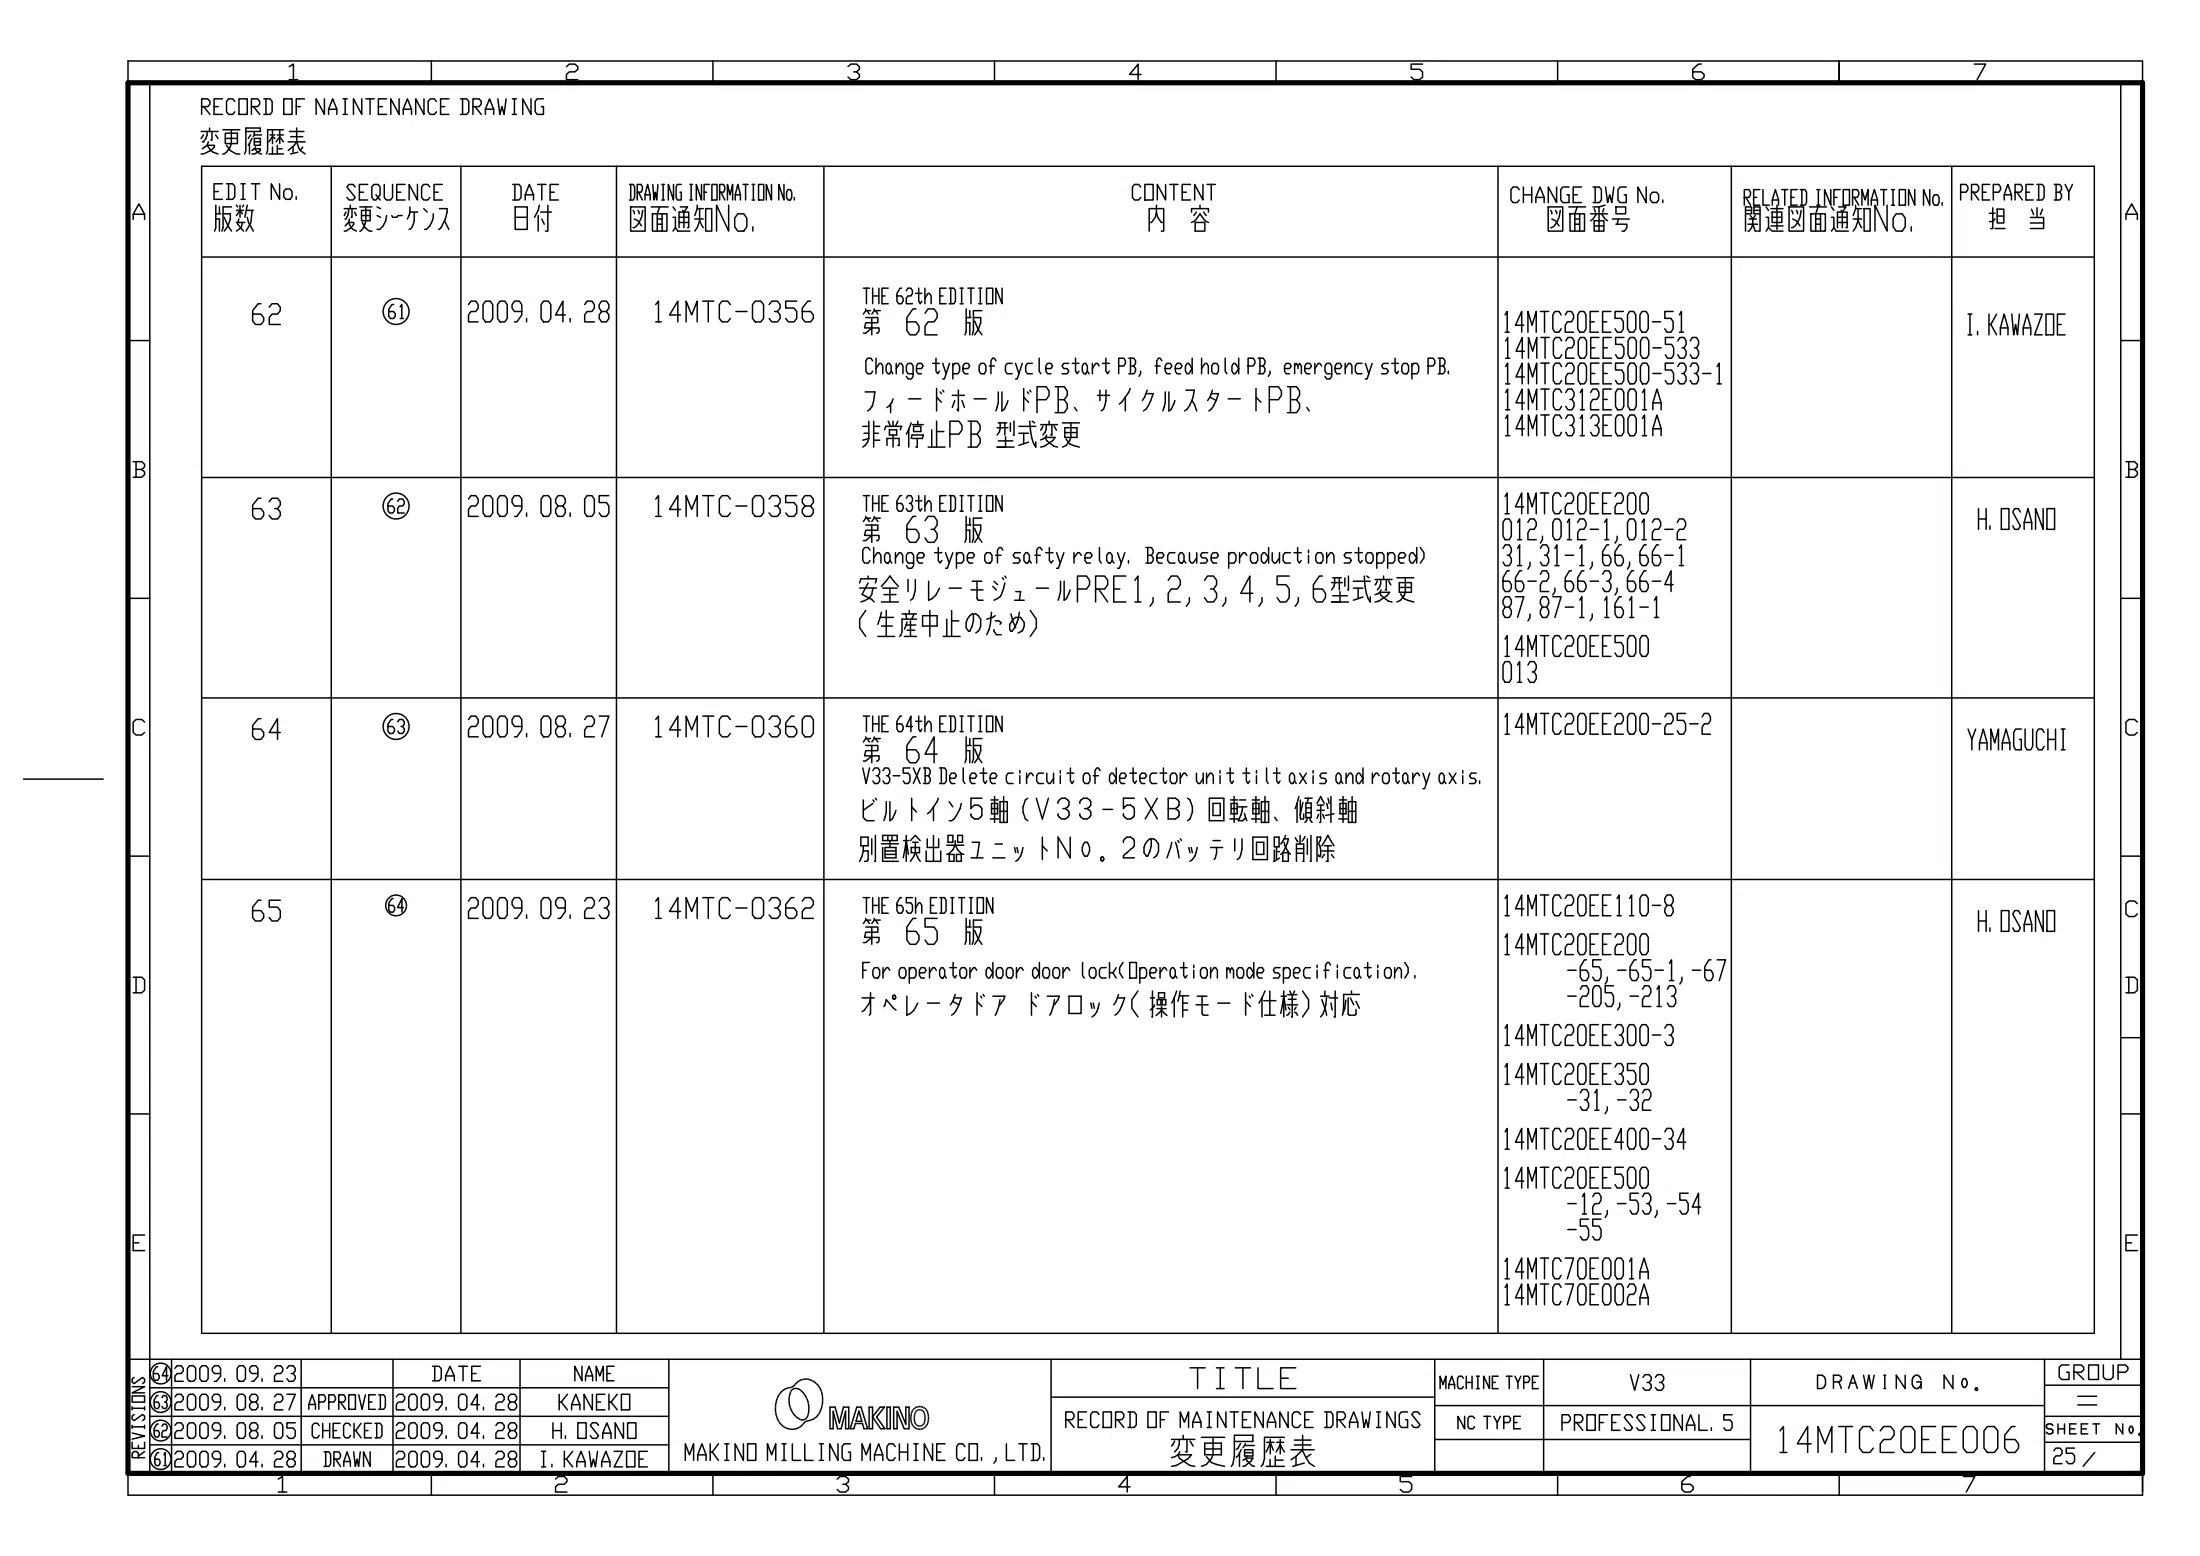 1 2 3 4 5 6 7
RECORD OF NAINTENANCE DRAWING
変更履歴表
EDIT No. SEQUENCE DATE DRAWING INFORMATION No. CONTENT CHANGE DWG No. RELATED INFORMATION No. PREPARED BY
版数 変更シーケンス 日付 図面通知No. 内 容 図面番号 関連図面通知No. 担 当
A A
62 61 2009.04.28 14MTC-0356
THE 62th EDITION
第 62 版
Change type of cycle start PB, feed hold PB, emergency stop PB.
フィードホールドPB、サイクルスタートPB、
非常停止PB 型式変更
14MTC20EE500-51
14MTC20EE500-533
14MTC20EE500-533-1
14MTC312E001A
14MTC313E001A
I. KAWAZOE
B B
63 62 2009.08.05 14MTC-0358
THE 63th EDITION
第 63 版
Change type of safty relay. Because production stopped)
安全リレーモジュールPRE1, 2, 3, 4, 5, 6型式変更
(生産中止のため)
14MTC20EE200
012, 012-1, 012-2
31, 31-1, 66, 66-1
66-2, 66-3, 66-4
87, 87-1, 161-1
14MTC20EE500
013
H. OSANO
C C
64 63 2009.08.27 14MTC-0360
THE 64th EDITION
第 64 版
V33-5XB Delete circuit of detector unit tilt axis and rotary axis.
ビルトイン5軸(V33-5XB)回転軸、傾斜軸
別置検出器ユニットNo. 2のバッテリ回路削除
14MTC20EE200-25-2
YAMAGUCHI
65 64 2009.09.23 14MTC-0362
THE 65h EDITION
第 65 版
For operator door door lock(Operation mode specification).
オペレータドア ドアロック(操作モード仕様)対応
14MTC20EE110-8
14MTC20EE200
-65, -65-1, -67
-205, -213
14MTC20EE300-3
14MTC20EE350
-31, -32
14MTC20EE400-34
14MTC20EE500
-12, -53, -54
-55
14MTC70E001A
14MTC70E002A
H. OSANO
C
D D
E E
REVISIONS
64 2009.09.23 DATE NAME
63 2009.08.27 APPROVED 2009.04.28 KANEKO
62 2009.08.05 CHECKED 2009.04.28 H. OSANO
61 2009.04.28 DRAWN 2009.04.28 I. KAWAZOE
MAKINO
MAKINO MILLING MACHINE CO.,LTD.
TITLE
RECORD OF MAINTENANCE DRAWINGS
変更履歴表
MACHINE TYPE V33
NC TYPE PROFESSIONAL.5
DRAWING No.
14MTC20EE006
GROUP
=
SHEET No.
25/
1 2 3 4 5 6 7